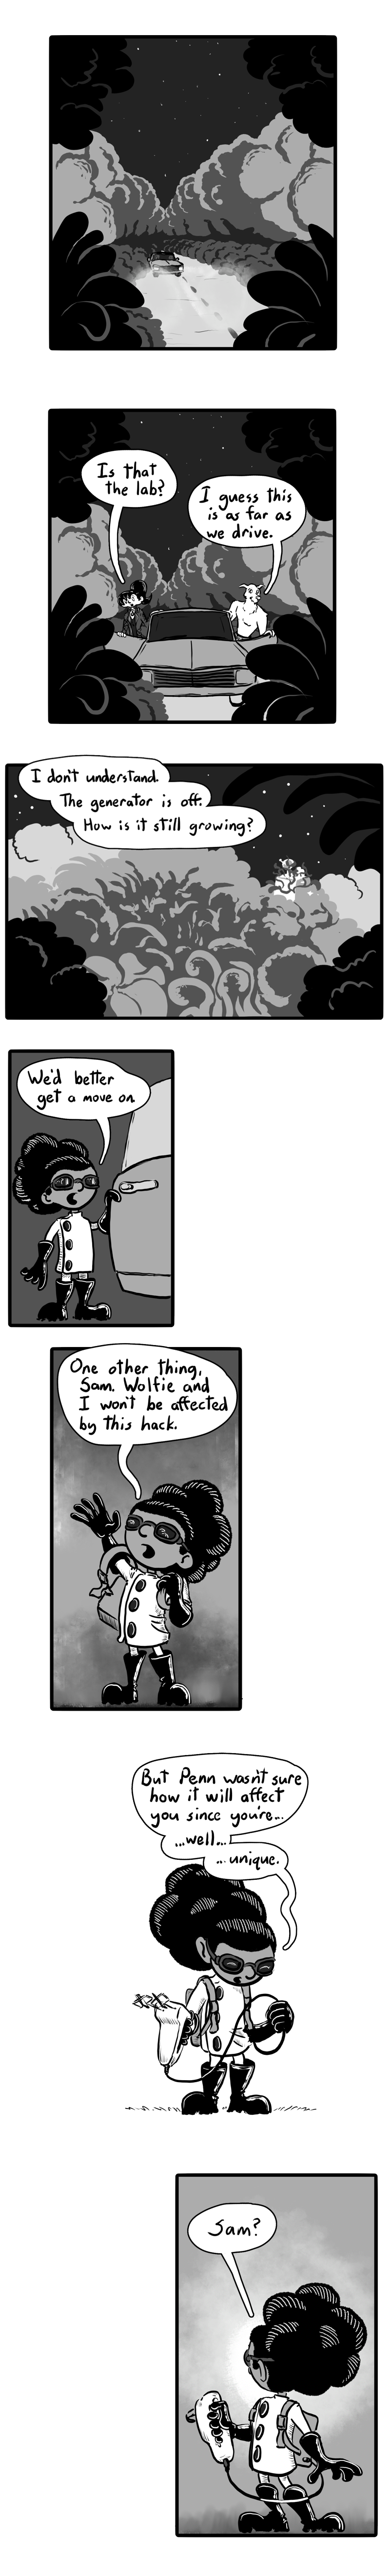 Is that
the lab?
I guess this
is as far as
we drive.
I don't understand.
The generator is off.
How is it still growing?
We'd better
get a move on
One other thing,
Sam. Wolfie and
I won't be affected
by this hack.
But Penn wasn't sure
how it will affect
you since you're...
...well...
...unique.
Sam?